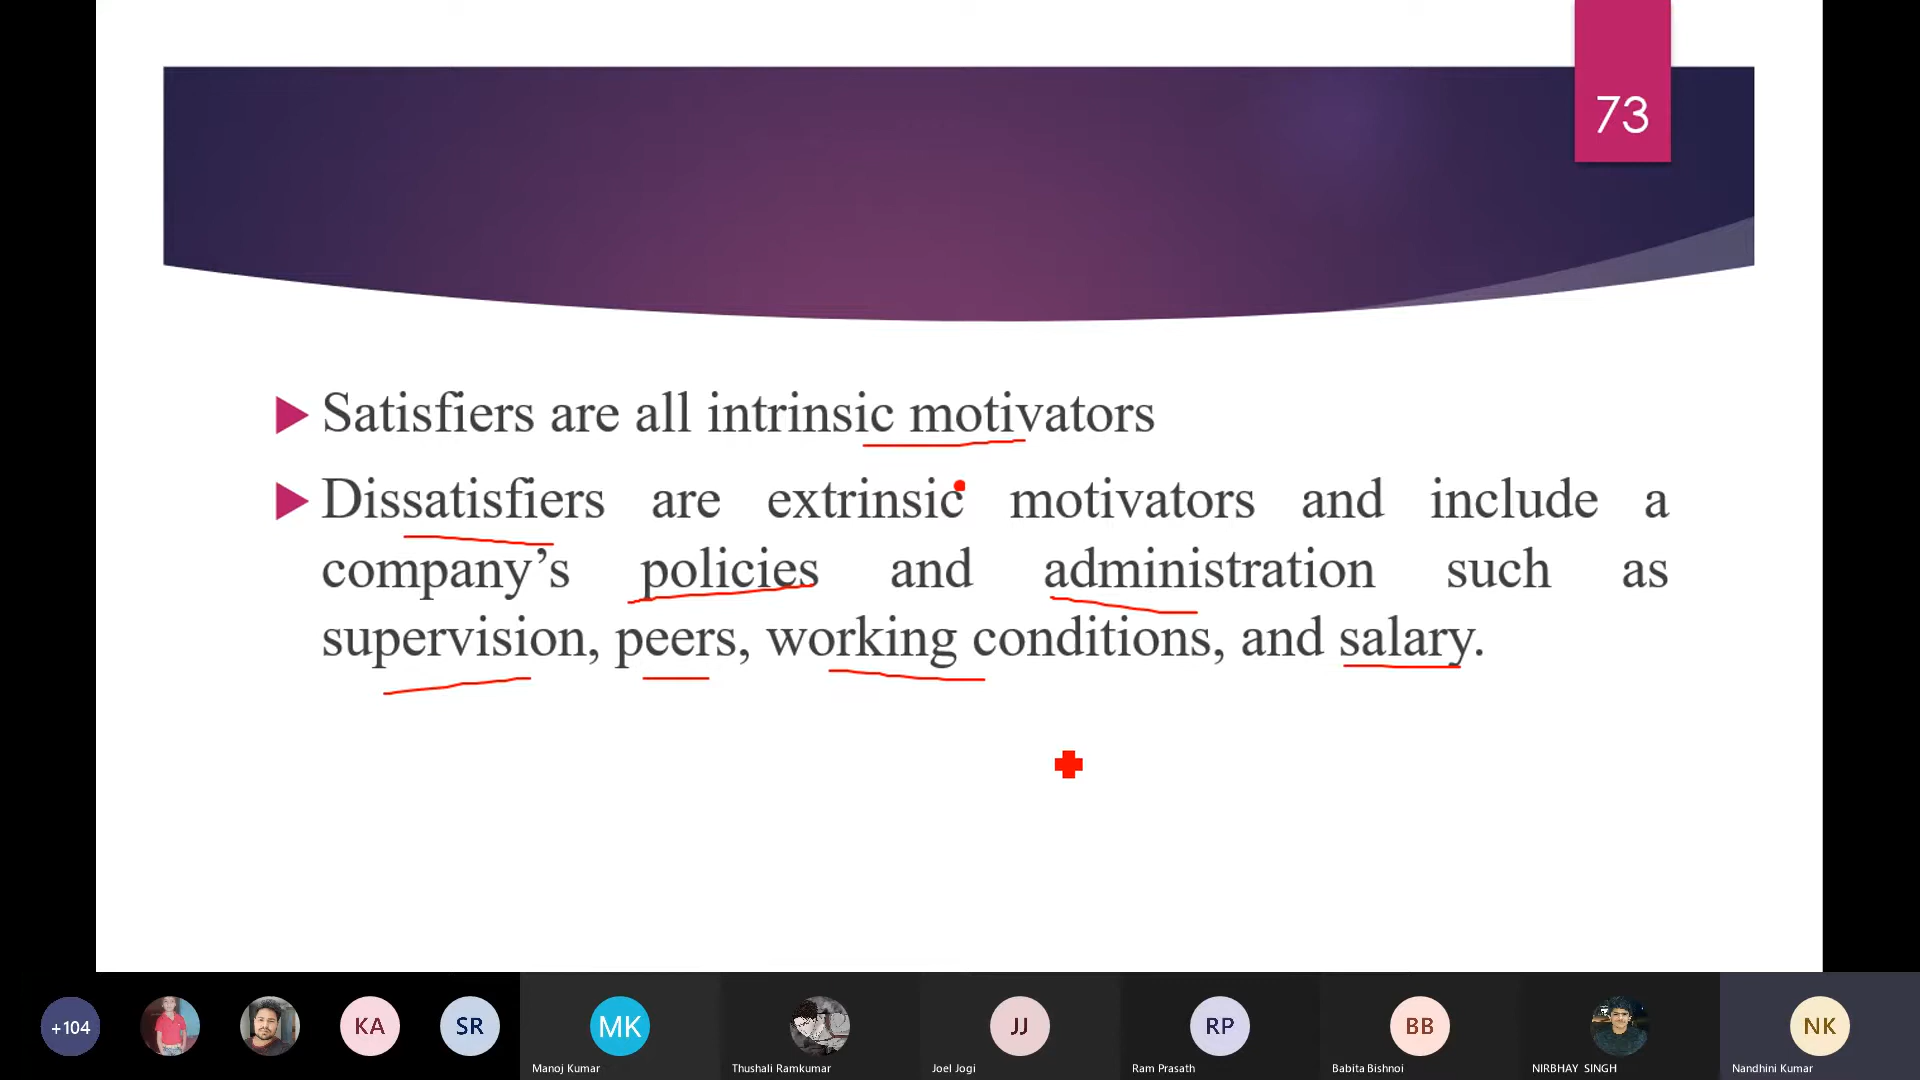 73
Satisfiers are all intrinsic motivators
Dissatisfiers are extrinsic motivators and include a
company’s policies and administration such as
supervision, peers, working conditions, and salary.
+104
KA
SR
MK
JJ
RP
BB
NK
Manoj Kumar
Thushali Ramkumar
Joel Jogi
Ram Prasath
Babita Bishnoi
NIRBHAY SINGH
Nandhini Kumar